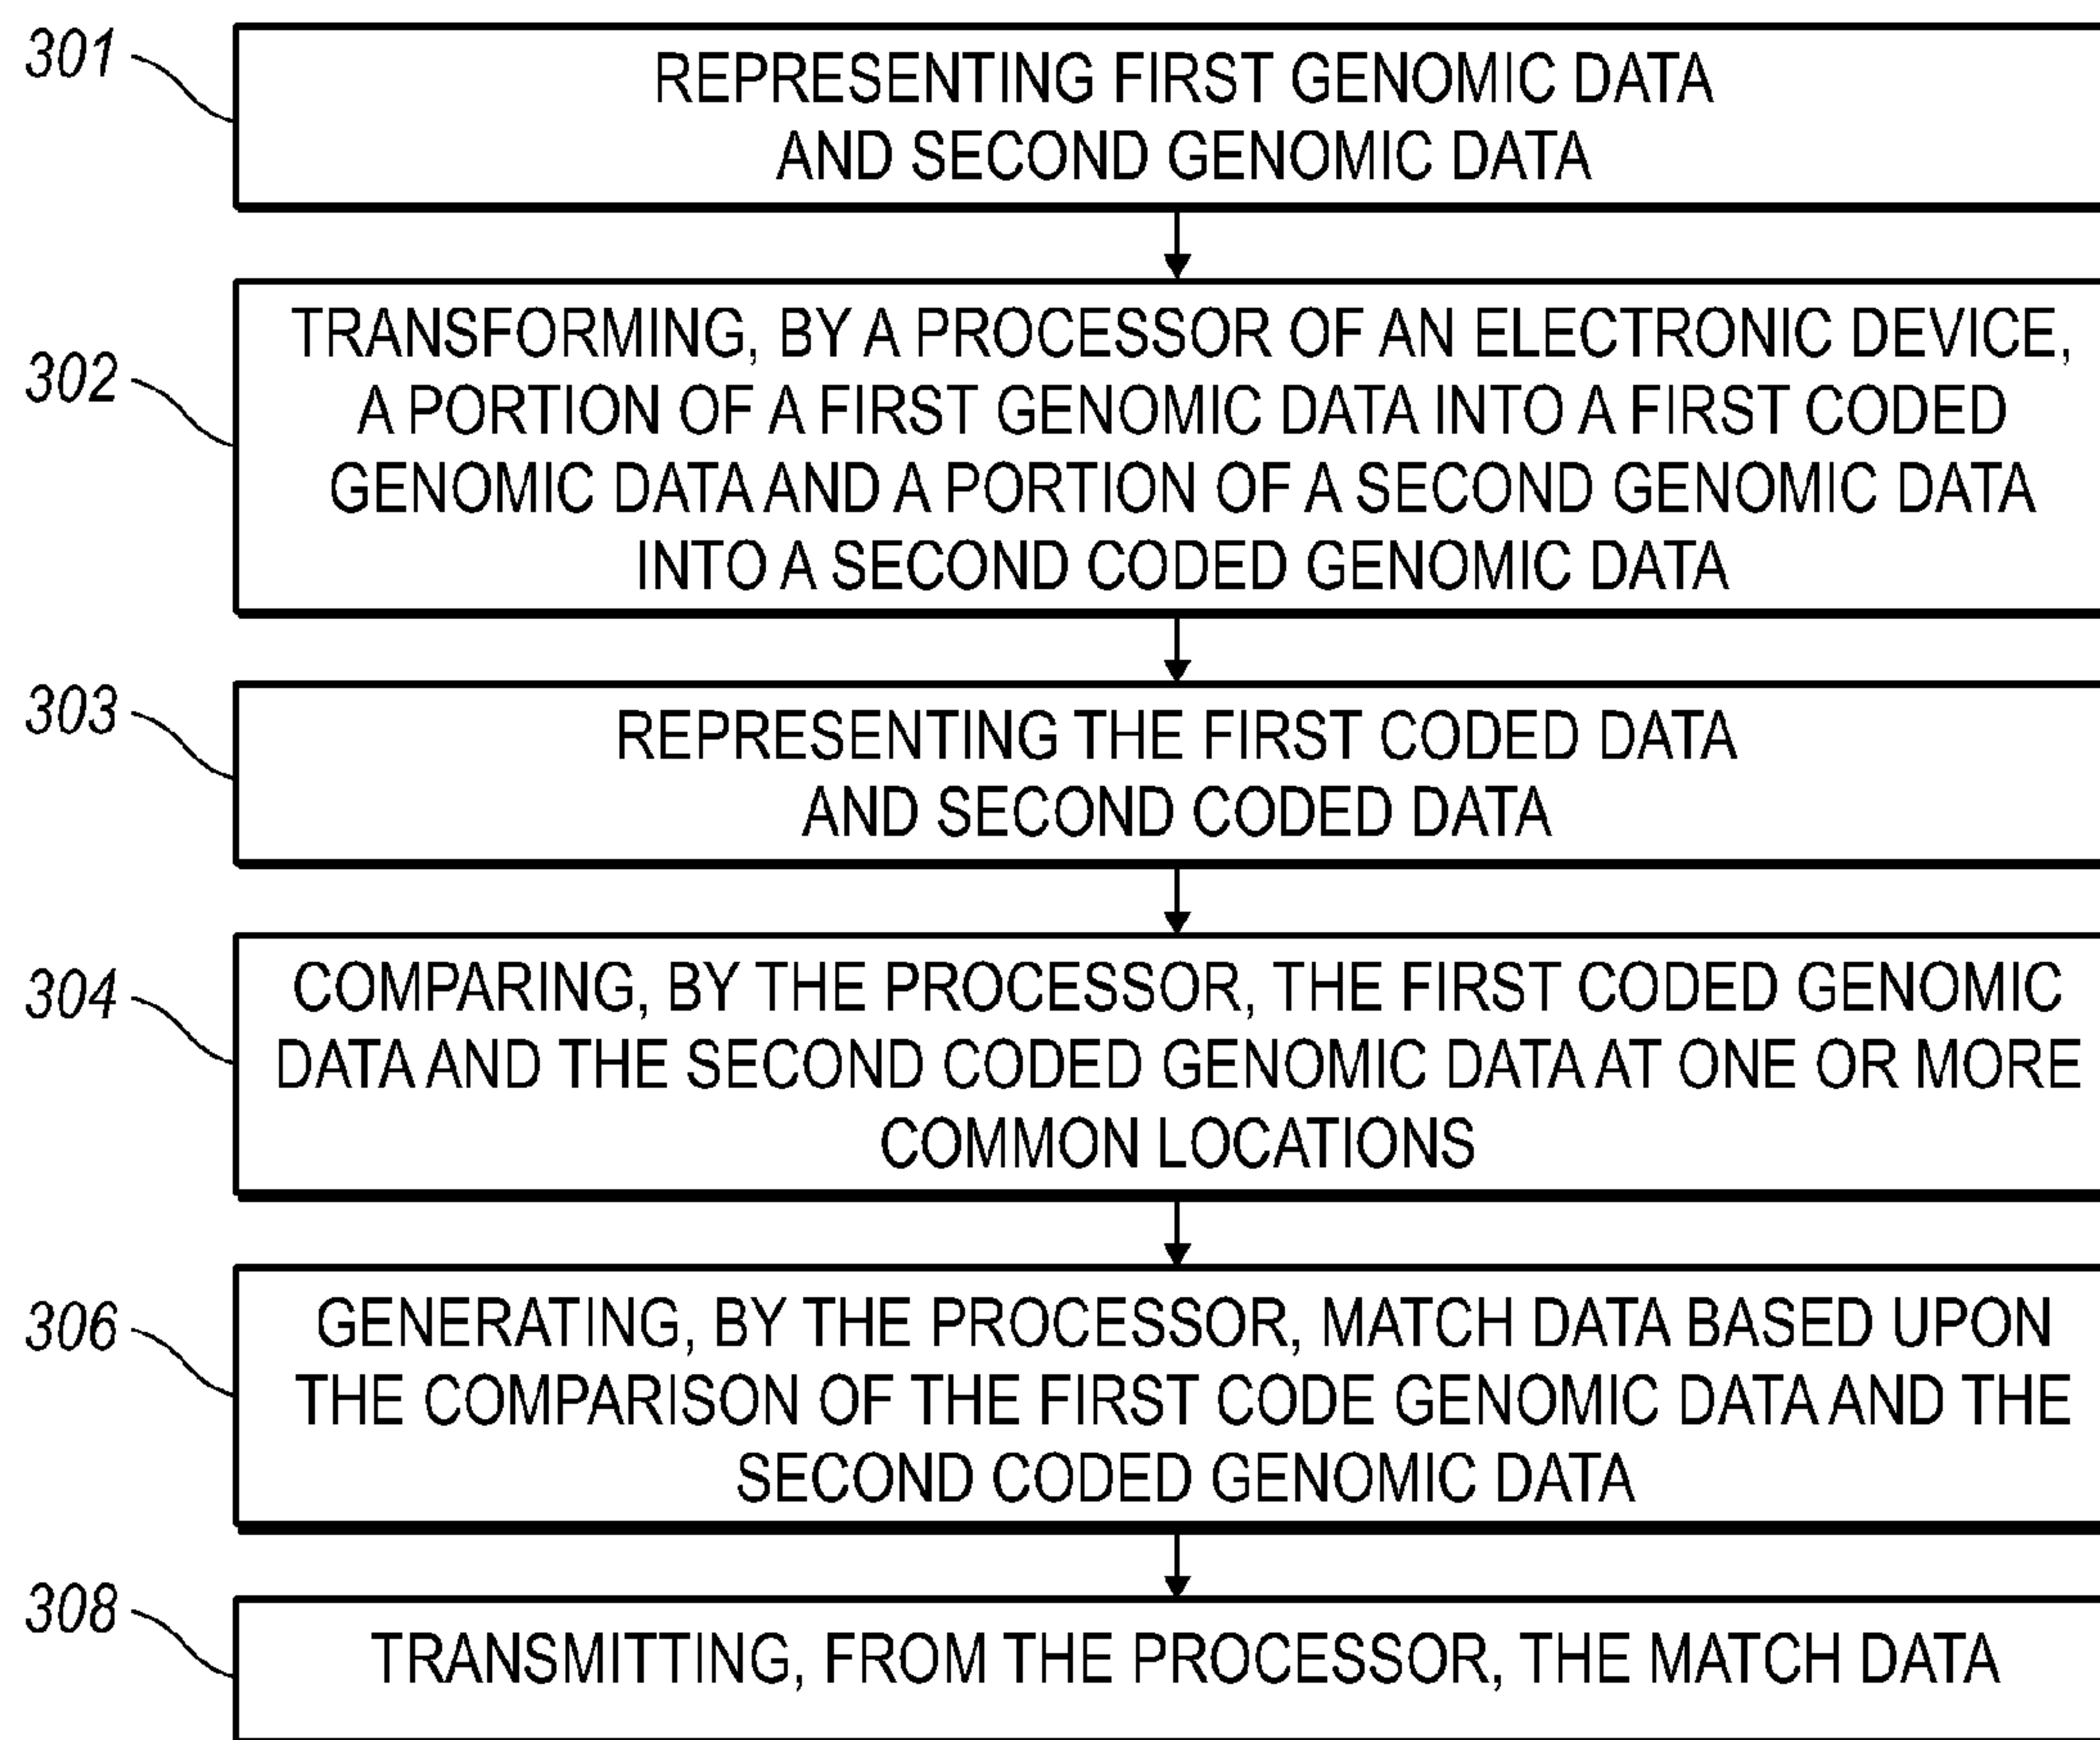 301
REPRESENTING FIRST GENOMIC DATA
AND SECOND GENOMIC DATA
302
TRANSFORMING, BY A PROCESSOR OF AN ELECTRONIC DEVICE,
A PORTION OF A FIRST GENOMIC DATA INTO A FIRST CODED
GENOMIC DATA AND A PORTION OF A SECOND GENOMIC DATA
INTO A SECOND CODED GENOMIC DATA
303
REPRESENTING THE FIRST CODED DATA
AND SECOND CODED DATA
304
COMPARING, BY THE PROCESSOR, THE FIRST CODED GENOMIC
DATA AND THE SECOND CODED GENOMIC DATA AT ONE OR MORE
COMMON LOCATIONS
306
GENERATING, BY THE PROCESSOR, MATCH DATA BASED UPON
THE COMPARISON OF THE FIRST CODE GENOMIC DATA AND THE
SECOND CODED GENOMIC DATA
308
TRANSMITTING, FROM THE PROCESSOR, THE MATCH DATA